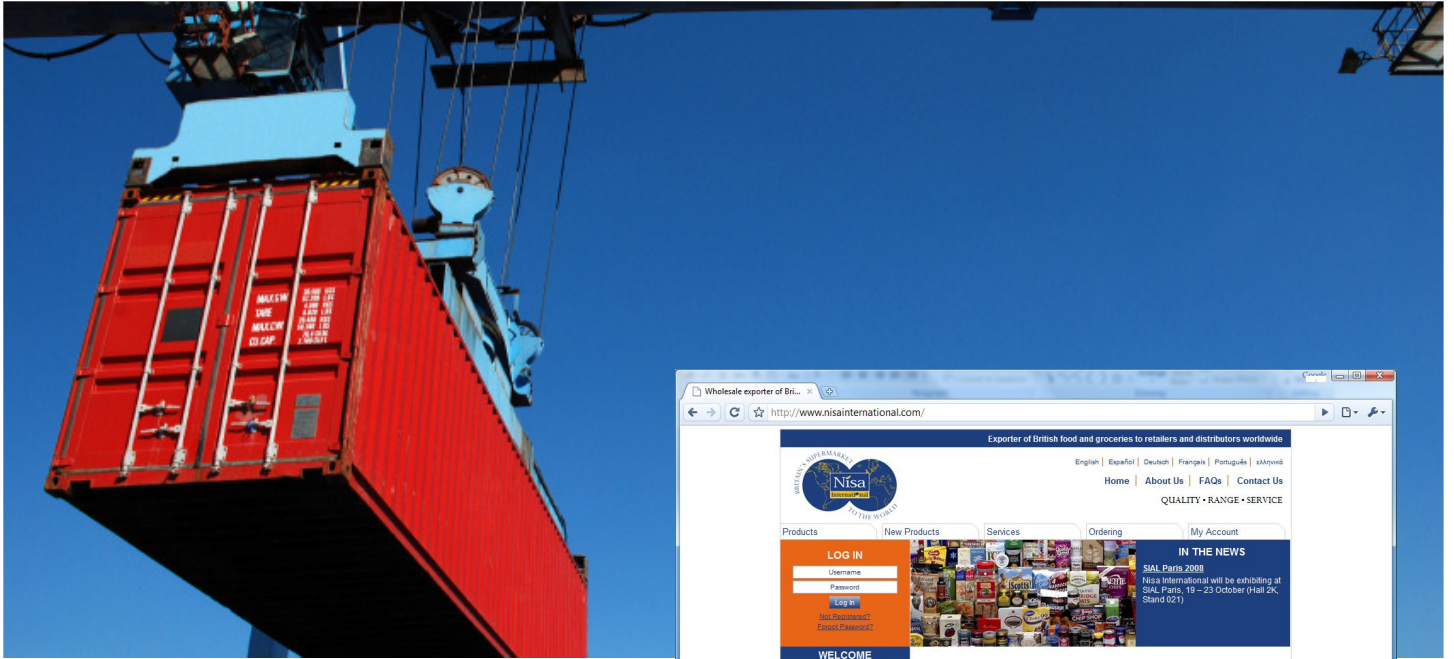 MAX.G.W.
TARE
MAX.C.W.
CU.CAP.
Google
Wholesale exporter of Bri...
http://www.nisainternational.com/
Exporter of British food and groceries to retailers and distributors worldwide
English | Español | Deutsch | Français | Português | ελληνικά
BRITAIN'S SUPERMARKET
Nisa
International
TO THE WORLD
Home | About Us | FAQs | Contact Us
QUALITY • RANGE • SERVICE
Products New Products Services Ordering My Account
LOG IN
Username
Password
Log In
Not Registered?
Forgot Password?
Scotts
CHIP SHOP
IN THE NEWS
SIAL Paris 2008
Nisa International will be exhibiting at
SIAL Paris, 19 – 23 October (Hall 2K,
Stand 021)
WELCOME